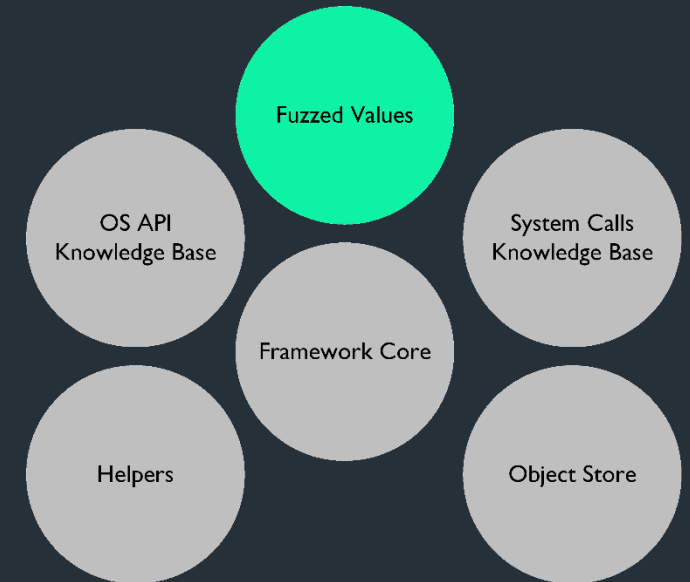 Fuzzed Values
OS API
Knowledge Base
System Calls
Knowledge Base
Framework Core
Helpers
Object Store